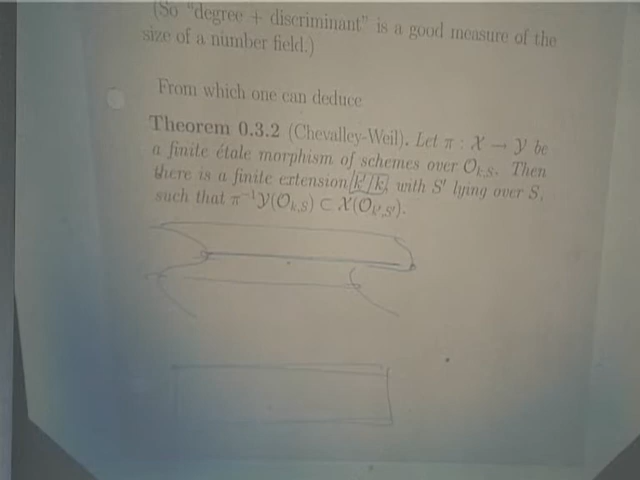 (So "degree + discriminant" is a good measure of the
size of a number field.)
From which one can deduce
Theorem 0.3.2 (Chevalley-Weil). Let π : 𝒳 → 𝒴 be
a finite étale morphism of schemes over O_{k,S}. Then
there is a finite extension k'/k, with S' lying over S,
such that π⁻¹𝒴(O_{k,S}) ⊂ 𝒳(O_{k',S'}).